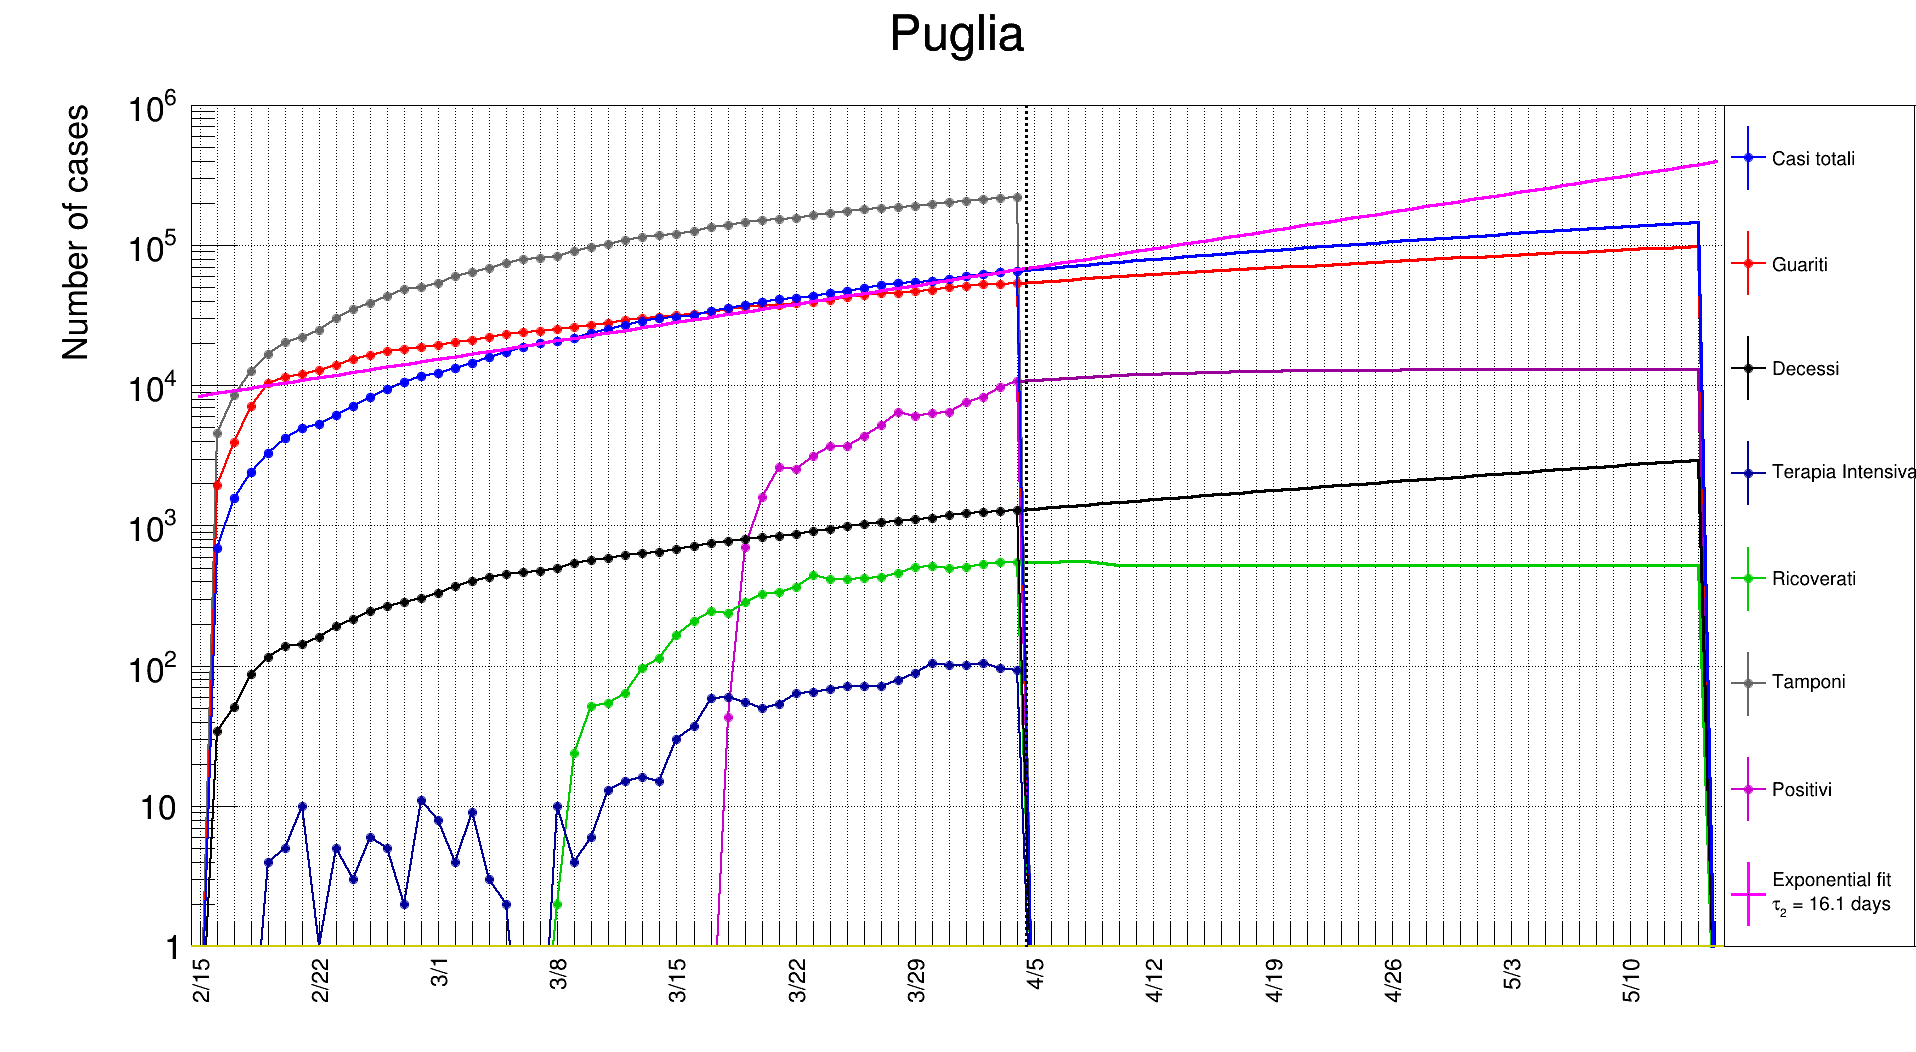 Puglia
Number of cases
10^6
10^5
10^4
10^3
10^2
10
1
2/15
2/22
3/1
3/8
3/15
3/22
3/29
4/5
4/12
4/19
4/26
5/3
5/10
Casi totali
Guariti
Decessi
Terapia Intensiva
Ricoverati
Tamponi
Positivi
Exponential fit
τ_2 = 16.1 days